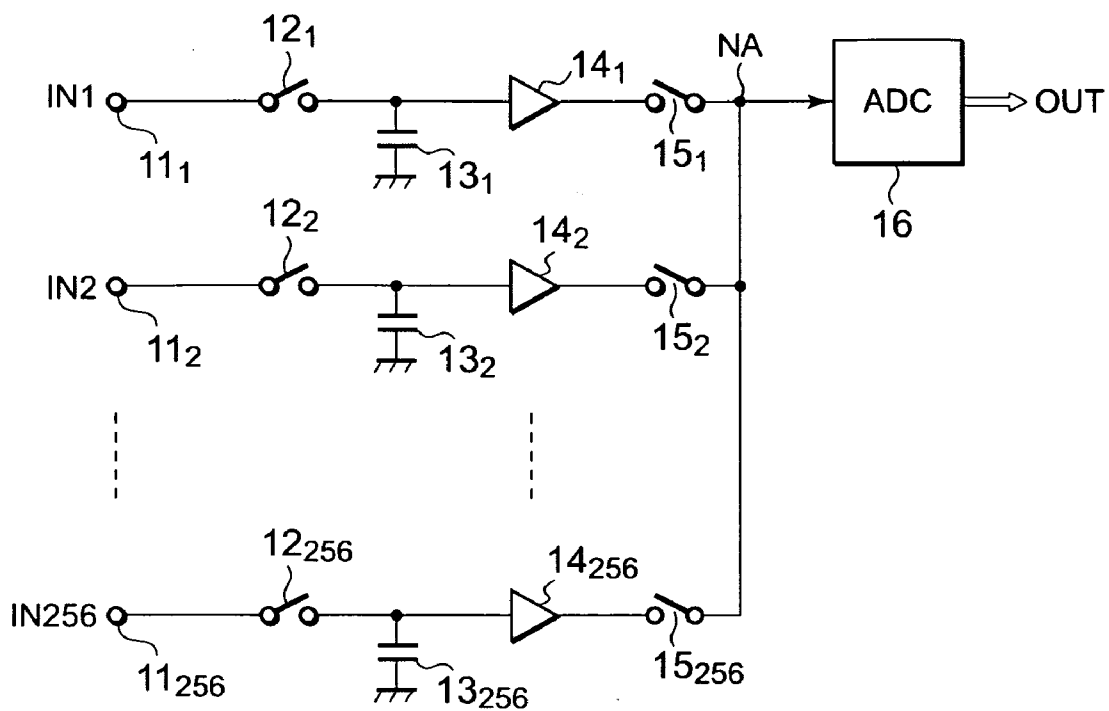 IN1
11₁
12₁
13₁
14₁
15₁
NA
ADC
16
OUT
IN2
11₂
12₂
13₂
14₂
15₂
IN256
11₂₅₆
12₂₅₆
13₂₅₆
14₂₅₆
15₂₅₆